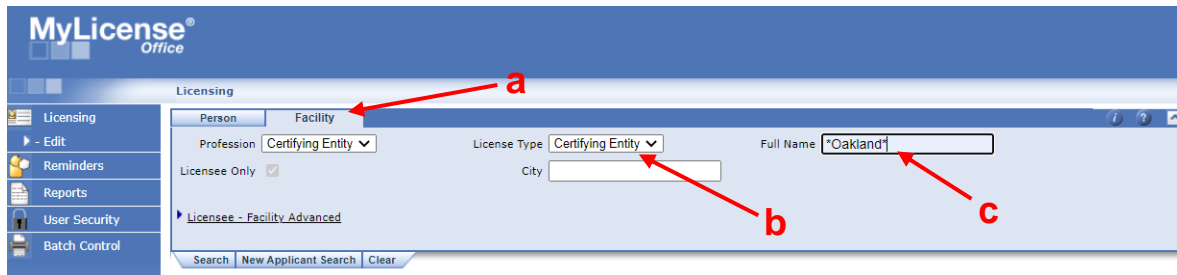 MyLicense®
Office
Licensing
a
Licensing
Person Facility
- Edit
Profession Certifying Entity License Type Certifying Entity Full Name *Oakland*
Reminders
Licensee Only City
Reports
User Security
Licensee - Facility Advanced
b
c
Batch Control
Search New Applicant Search Clear